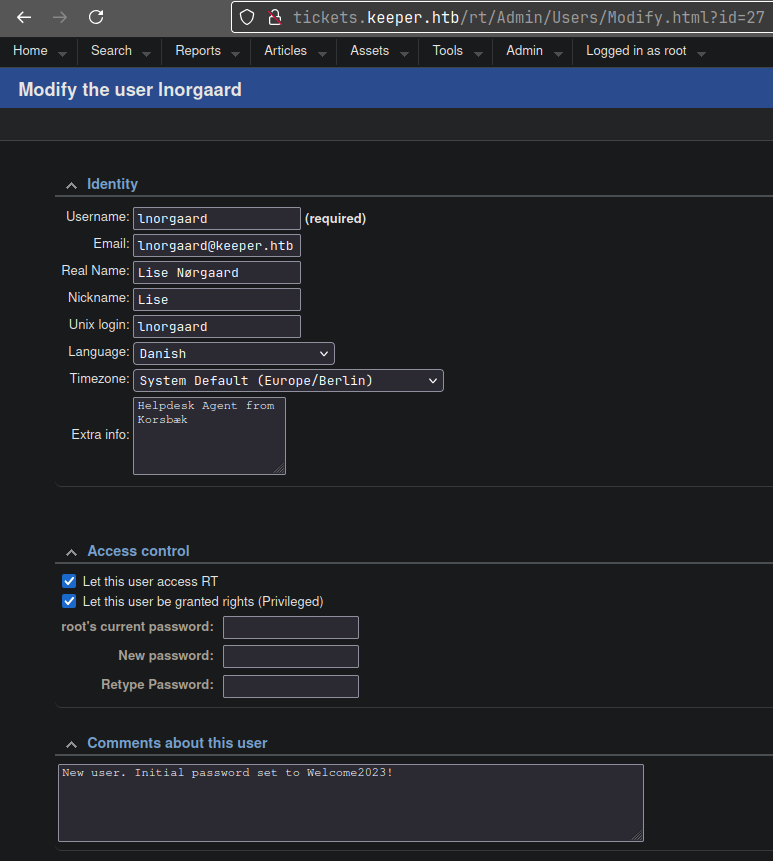 tickets.keeper.htb/rt/Admin/Users/Modify.html?id=27
Home Search Reports Articles Assets Tools Admin Logged in as root
Modify the user lnorgaard
Identity
Username: lnorgaard (required)
Email: lnorgaard@keeper.htb
Real Name: Lise Nørgaard
Nickname: Lise
Unix login: lnorgaard
Language: Danish
Timezone: System Default (Europe/Berlin)
Extra info: Helpdesk Agent from
Korsbæk
Access control
Let this user access RT
Let this user be granted rights (Privileged)
root's current password:
New password:
Retype Password:
Comments about this user
New user. Initial password set to Welcome2023!